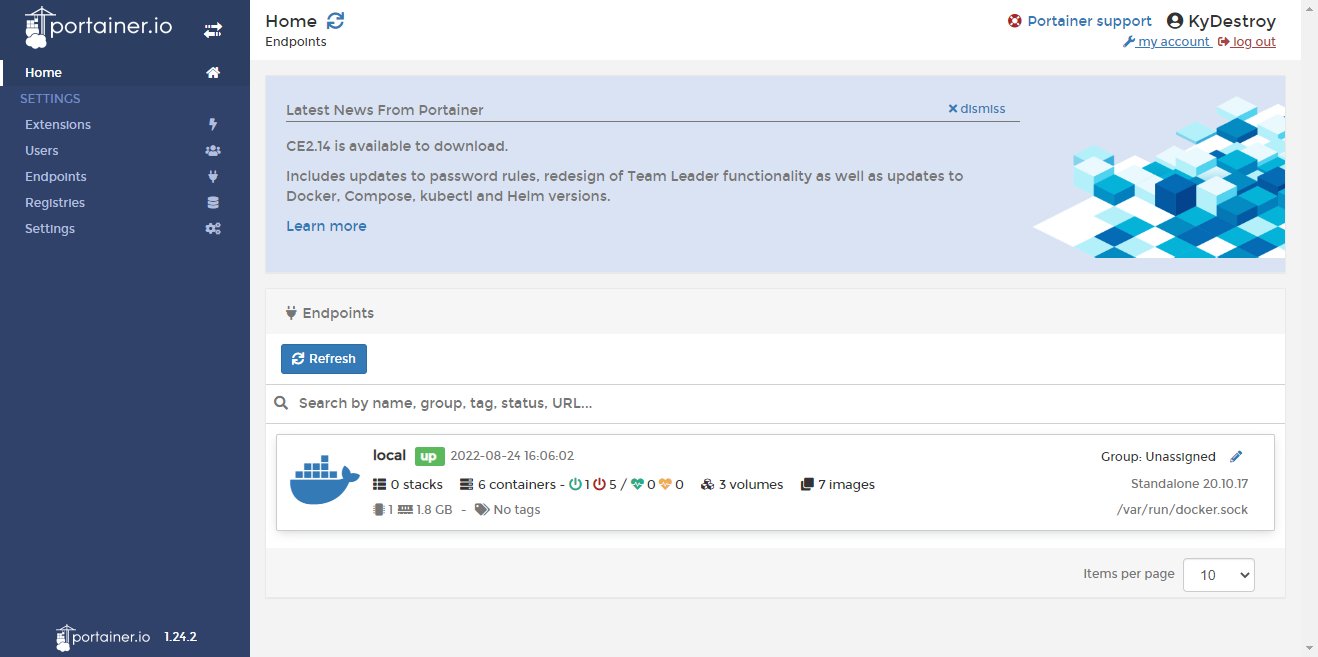 portainer.io
Home
SETTINGS
Extensions
Users
Endpoints
Registries
Settings
portainer.io 1.24.2
Home
Endpoints
Portainer support KyDestroy
my account log out
Latest News From Portainer
dismiss
CE2.14 is available to download.
Includes updates to password rules, redesign of Team Leader functionality as well as updates to
Docker, Compose, kubectl and Helm versions.
Learn more
Endpoints
Refresh
Search by name, group, tag, status, URL...
local up 2022-08-24 16:06:02
Group: Unassigned
0 stacks 6 containers - 1 5 / 0 0 3 volumes 7 images
Standalone 20.10.17
1 1.8 GB - No tags
/var/run/docker.sock
Items per page 10